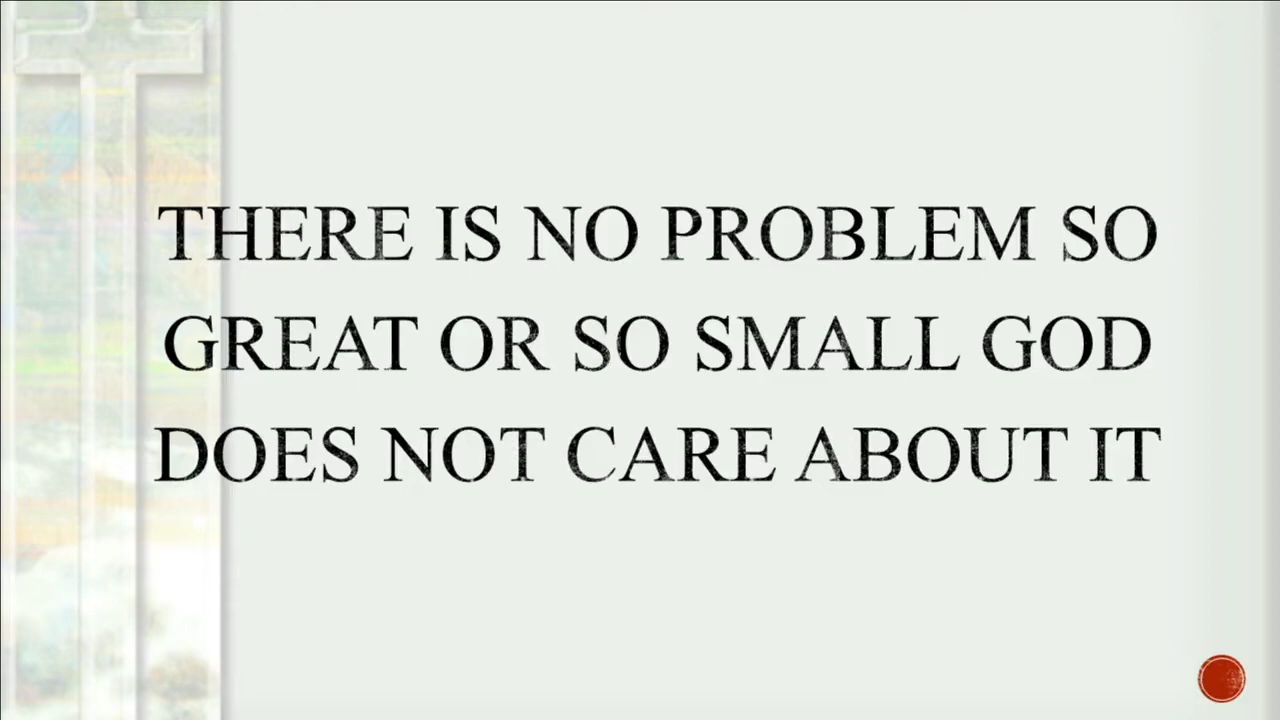 THERE IS NO PROBLEM SO
GREAT OR SO SMALL GOD
DOES NOT CARE ABOUT IT